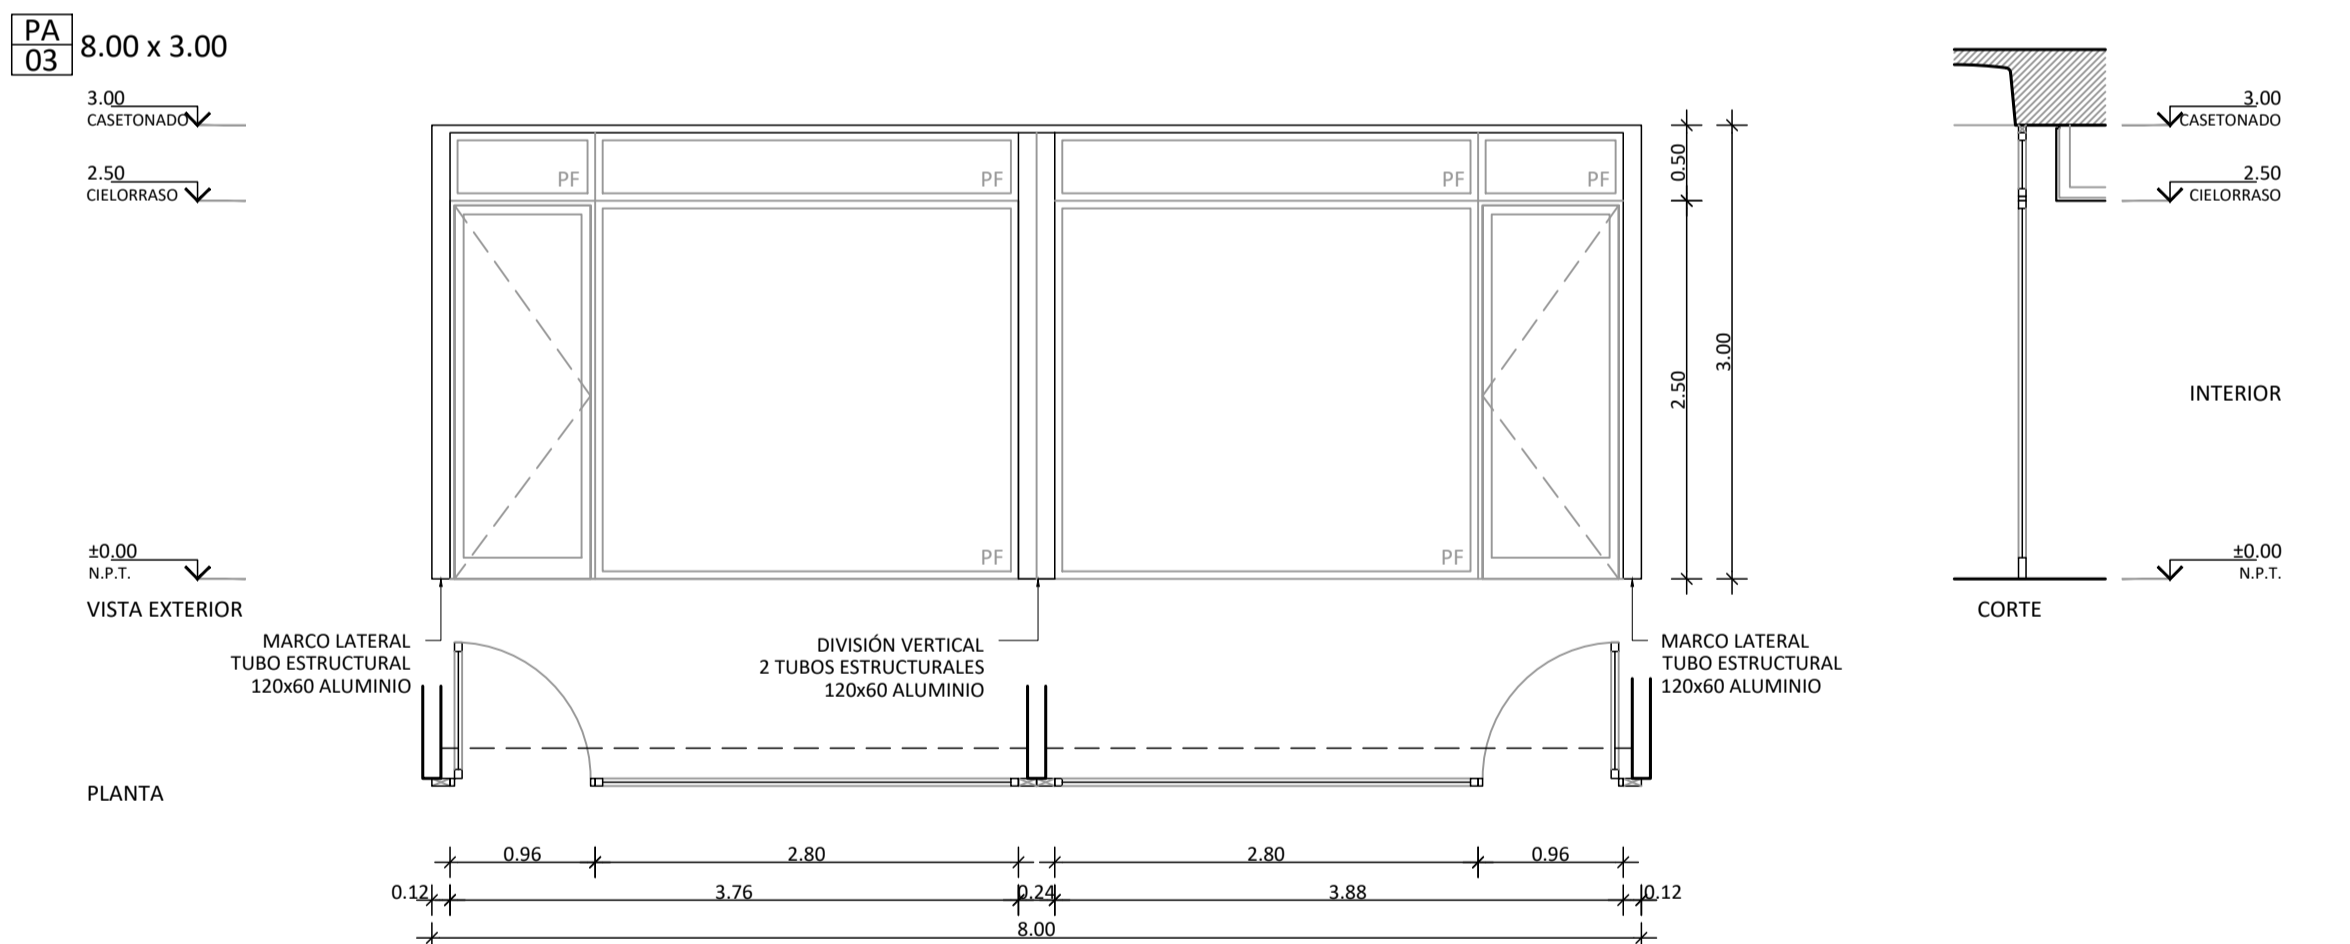 PA
03
8.00 x 3.00
3.00
CASETONADO
2.50
CIELORRASO
±0.00
N.P.T.
VISTA EXTERIOR
PF
PF
PF
PF
PF
PF
0.50
2.50
3.00
3.00
CASETONADO
2.50
CIELORRASO
INTERIOR
±0.00
N.P.T.
CORTE
MARCO LATERAL
TUBO ESTRUCTURAL
120x60 ALUMINIO
DIVISIÓN VERTICAL
2 TUBOS ESTRUCTURALES
120x60 ALUMINIO
MARCO LATERAL
TUBO ESTRUCTURAL
120x60 ALUMINIO
PLANTA
0.96
2.80
2.80
0.96
0.12
3.76
0.24
3.88
0.12
8.00